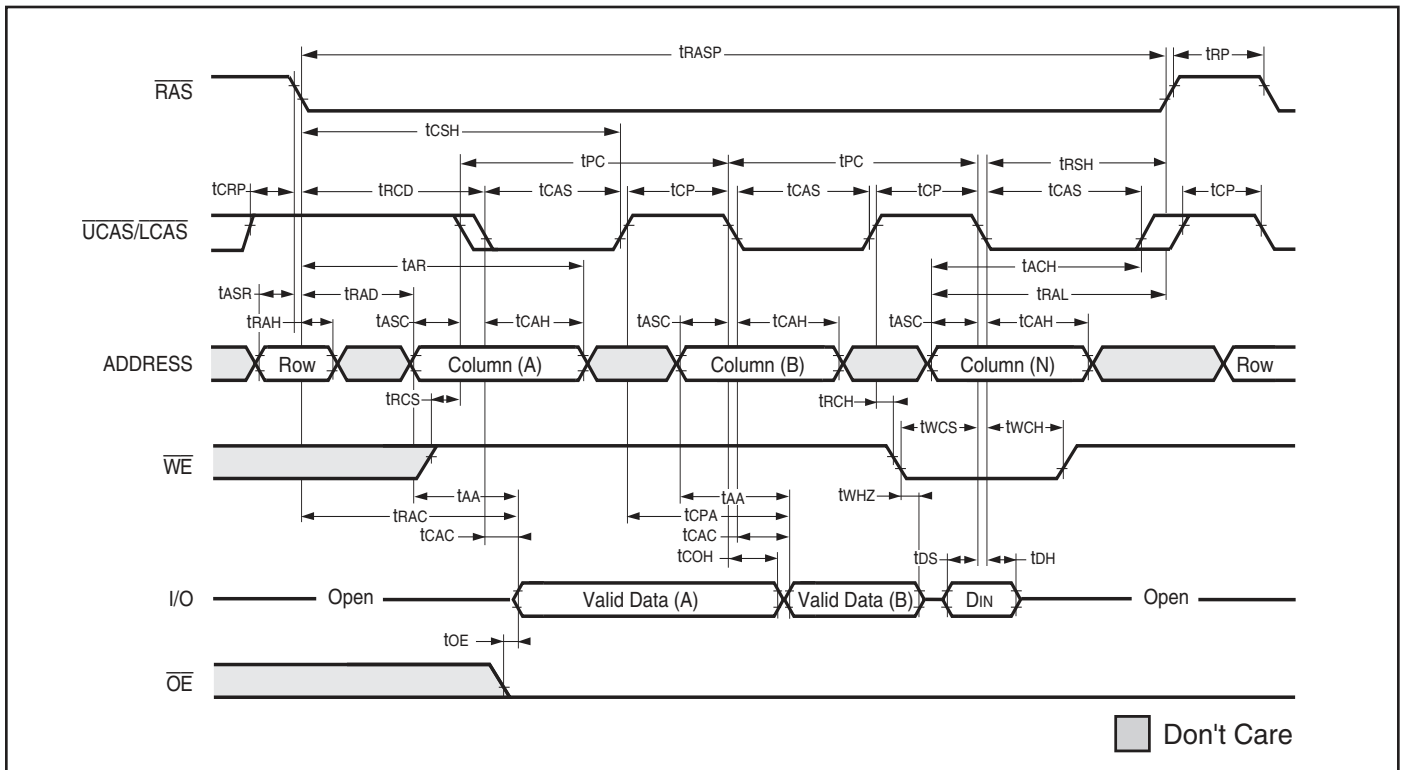 tRASP tRP
RAS
tCSH
tPC tPC tRSH
tCRP tRCD tCAS tCP tCAS tCP tCAS tCP
UCAS/LCAS
tAR tACH
tASR tRAD tRAL
tRAH tASC tCAH tASC tCAH tASC tCAH
ADDRESS Row Column (A) Column (B) Column (N) Row
tRCS tRCH
tWCS tWCH
WE
tAA tAA tWHZ
tRAC tCPA
tCAC tCAC
tCOH tDS tDH
I/O Open Valid Data (A) Valid Data (B) DIN Open
tOE
OE
Don't Care